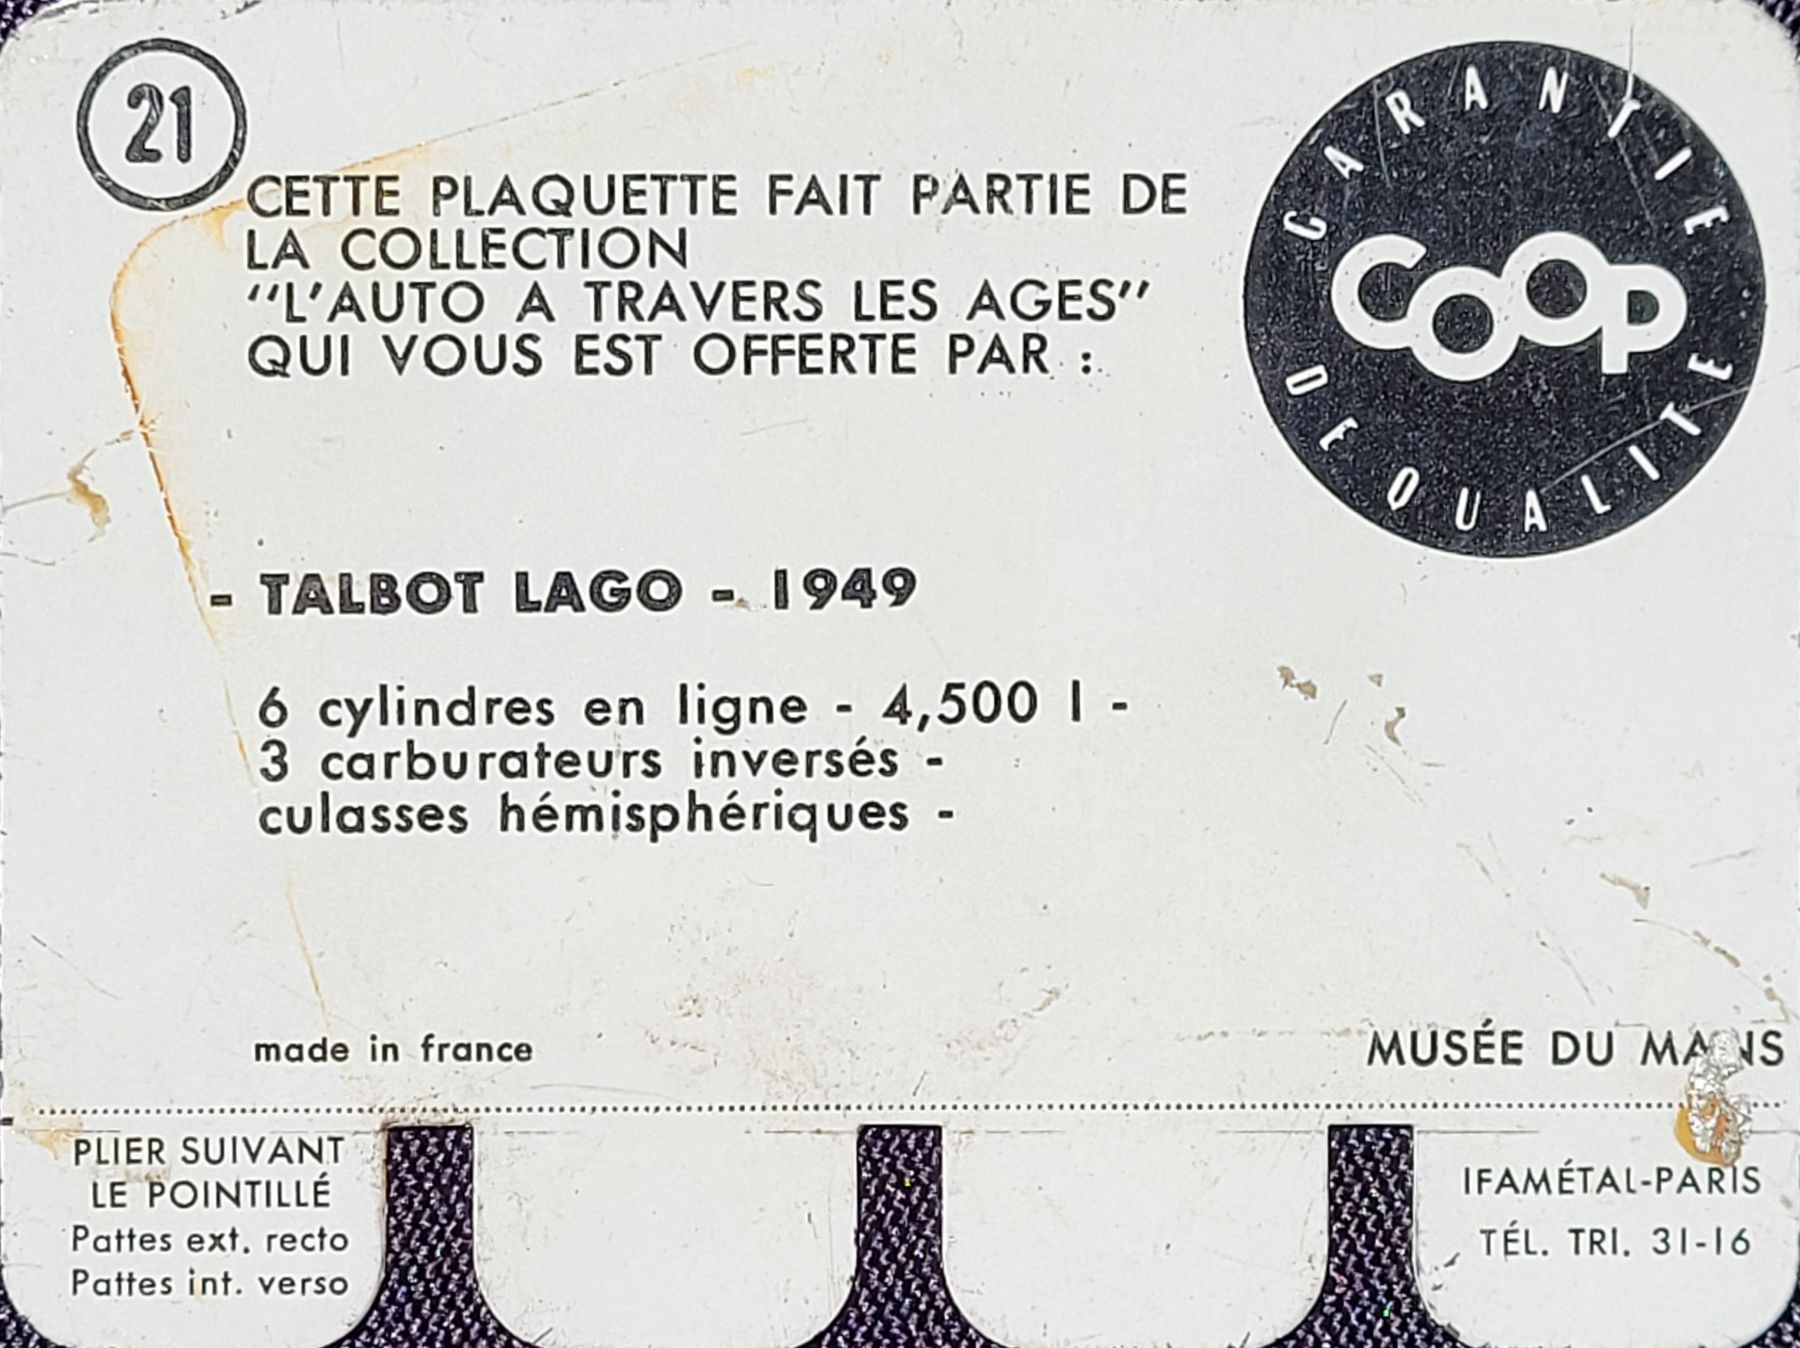 21
CETTE PLAQUETTE FAIT PARTIE DE
LA COLLECTION
"L'AUTO A TRAVERS LES AGES"
QUI VOUS EST OFFERTE PAR :
GARANTIE
COOP
DE QUALITE
- TALBOT LAGO - 1949
6 cylindres en ligne - 4,500 l -
3 carburateurs inversés -
culasses hémisphériques -
made in france
MUSÉE DU MANS
PLIER SUIVANT
LE POINTILLÉ
Pattes ext. recto
Pattes int. verso
IFAMÉTAL-PARIS
TÉL. TRI. 31-16